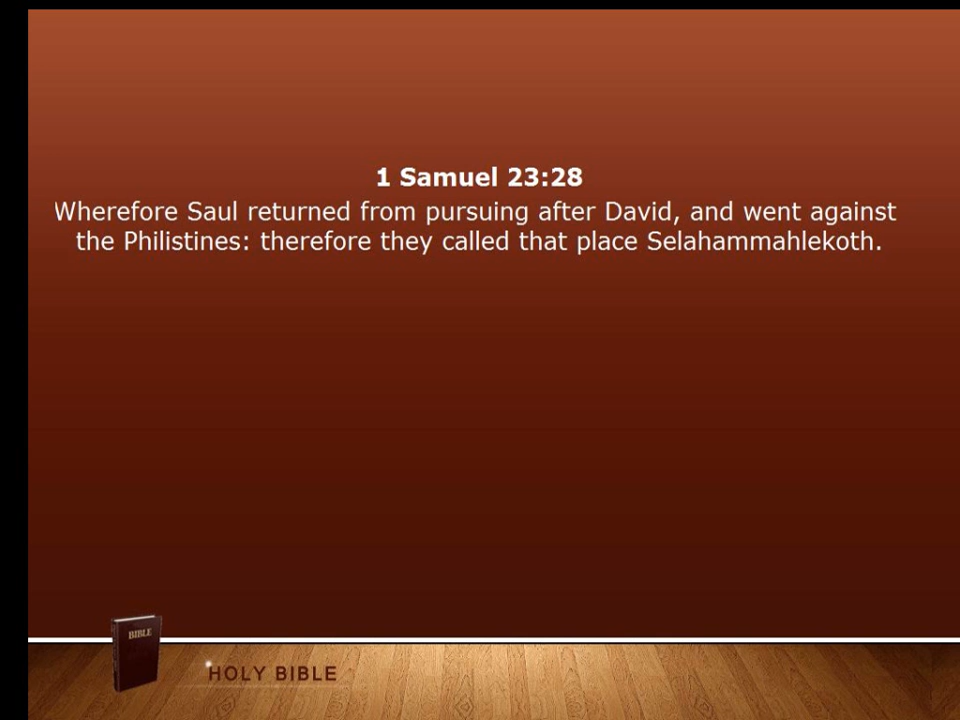 1 Samuel 23:28
Wherefore Saul returned from pursuing after David, and went against
the Philistines: therefore they called that place Selahammahlekoth.
BIBLE
HOLY BIBLE